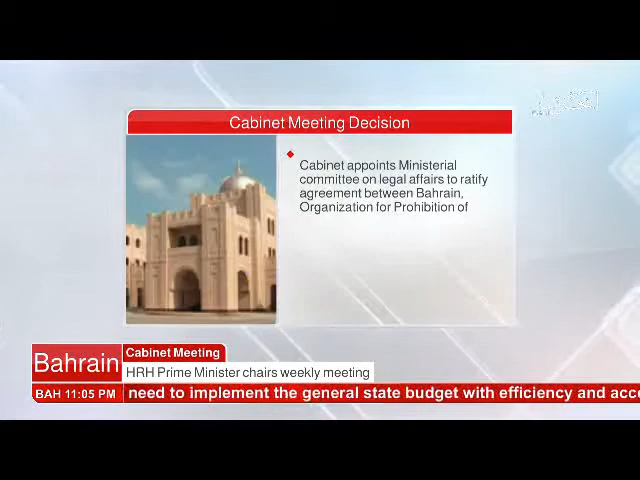 Cabinet Meeting Decision
Cabinet appoints Ministerial
committee on legal affairs to ratify
agreement between Bahrain,
Organization for Prohibition of
Bahrain
Cabinet Meeting
HRH Prime Minister chairs weekly meeting
BAH 11:05 PM
need to implement the general state budget with efficiency and acc